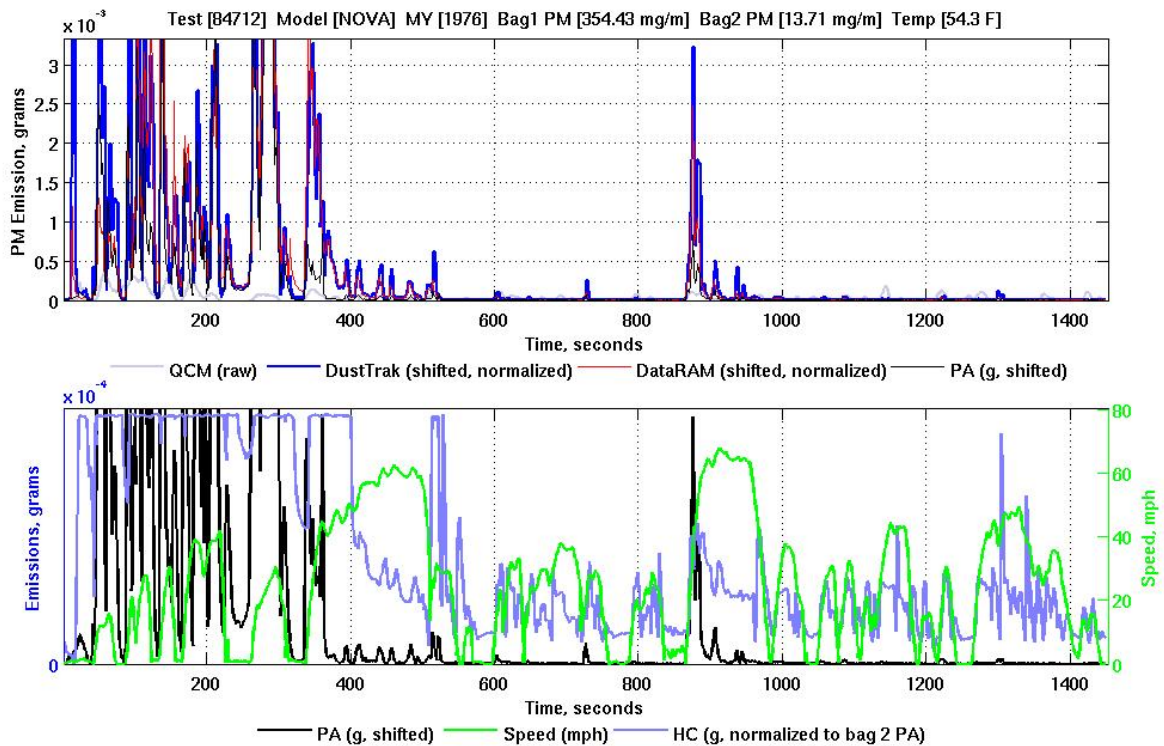 Test [84712] Model [NOVA] MY [1976] Bag1 PM [354.43 mg/m] Bag2 PM [13.71 mg/m] Temp [54.3 F]
x 10⁻³
3
2.5
2
1.5
1
0.5
0
PM Emission, grams
200 400 600 800 1000 1200 1400
Time, seconds
QCM (raw) DustTrak (shifted, normalized) DataRAM (shifted, normalized) PA (g, shifted)
x 10⁻⁴
0
Emissions, grams
80
60
40
20
0
Speed, mph
200 400 600 800 1000 1200 1400
Time, seconds
PA (g, shifted) Speed (mph) HC (g, normalized to bag 2 PA)